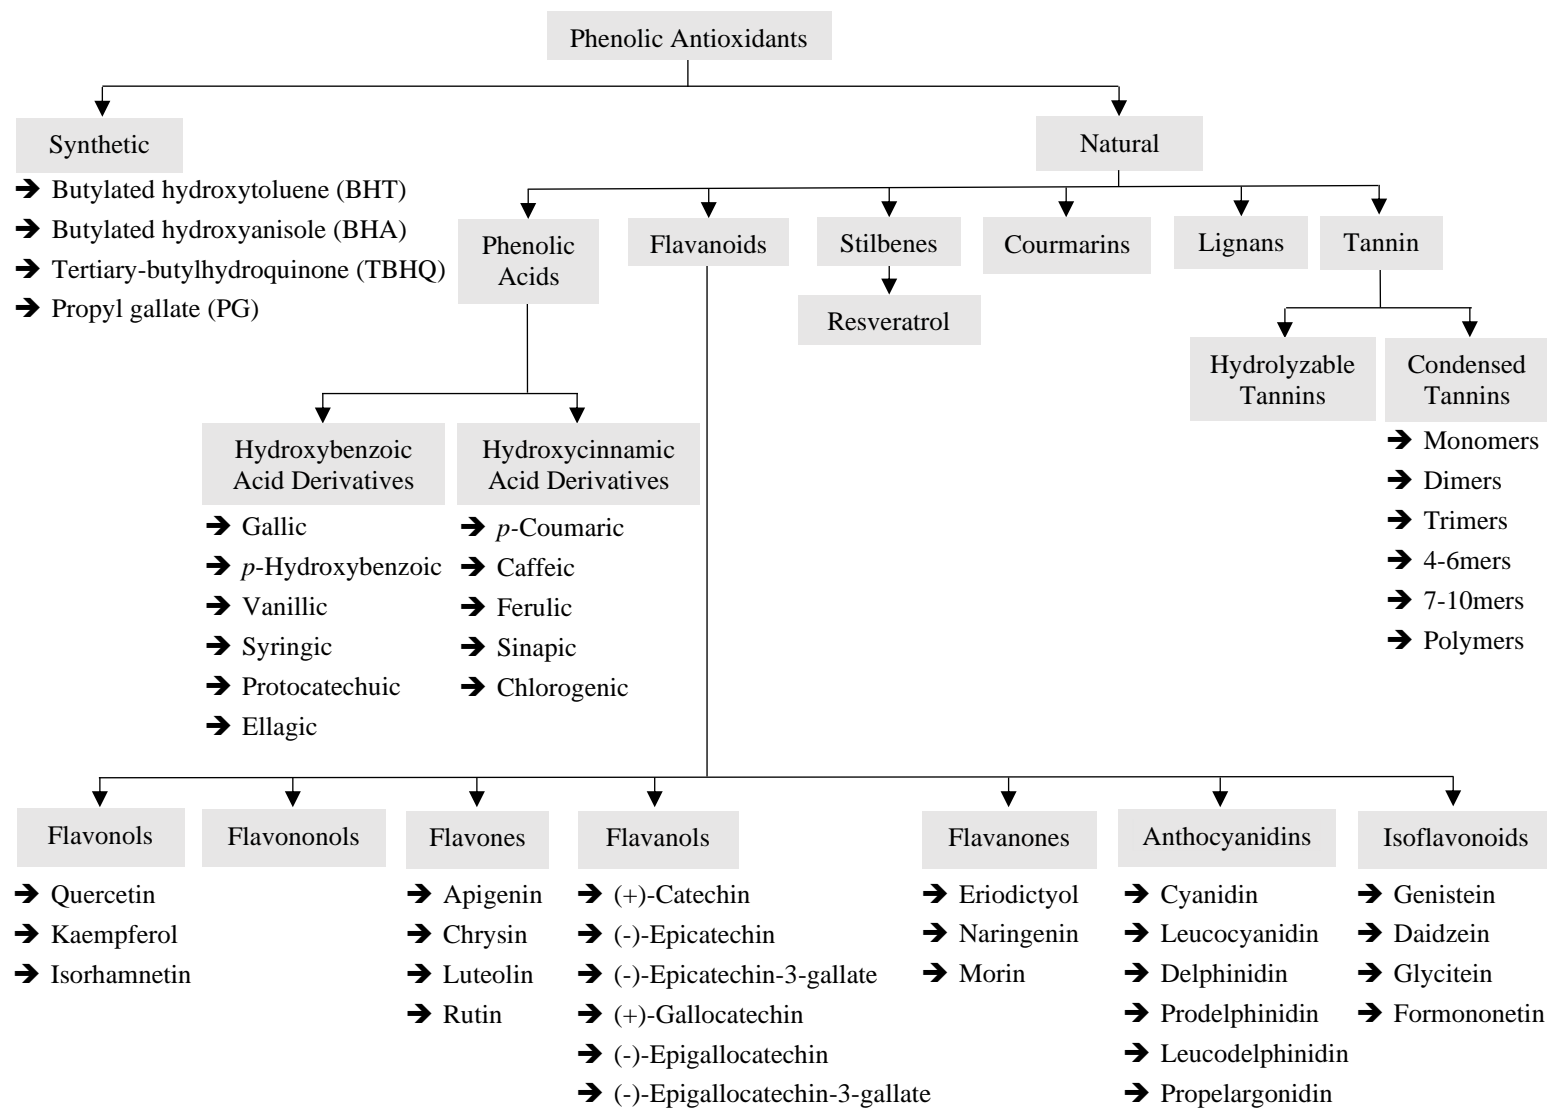 Phenolic Antioxidants
Synthetic
Natural
Butylated hydroxytoluene (BHT)
Butylated hydroxyanisole (BHA)
Tertiary-butylhydroquinone (TBHQ)
Propyl gallate (PG)
Phenolic
Acids
Flavanoids
Stilbenes
Courmarins
Lignans
Tannin
Resveratrol
Hydrolyzable
Tannins
Condensed
Tannins
Monomers
Dimers
Trimers
4-6mers
7-10mers
Polymers
Hydroxybenzoic
Acid Derivatives
Gallic
p-Hydroxybenzoic
Vanillic
Syringic
Protocatechuic
Ellagic
Hydroxycinnamic
Acid Derivatives
p-Coumaric
Caffeic
Ferulic
Sinapic
Chlorogenic
Flavonols
Quercetin
Kaempferol
Isorhamnetin
Flavononols
Flavones
Apigenin
Chrysin
Luteolin
Rutin
Flavanols
(+)-Catechin
(-)-Epicatechin
(-)-Epicatechin-3-gallate
(+)-Gallocatechin
(-)-Epigallocatechin
(-)-Epigallocatechin-3-gallate
Flavanones
Eriodictyol
Naringenin
Morin
Anthocyanidins
Cyanidin
Leucocyanidin
Delphinidin
Prodelphinidin
Leucodelphinidin
Propelargonidin
Isoflavonoids
Genistein
Daidzein
Glycitein
Formononetin